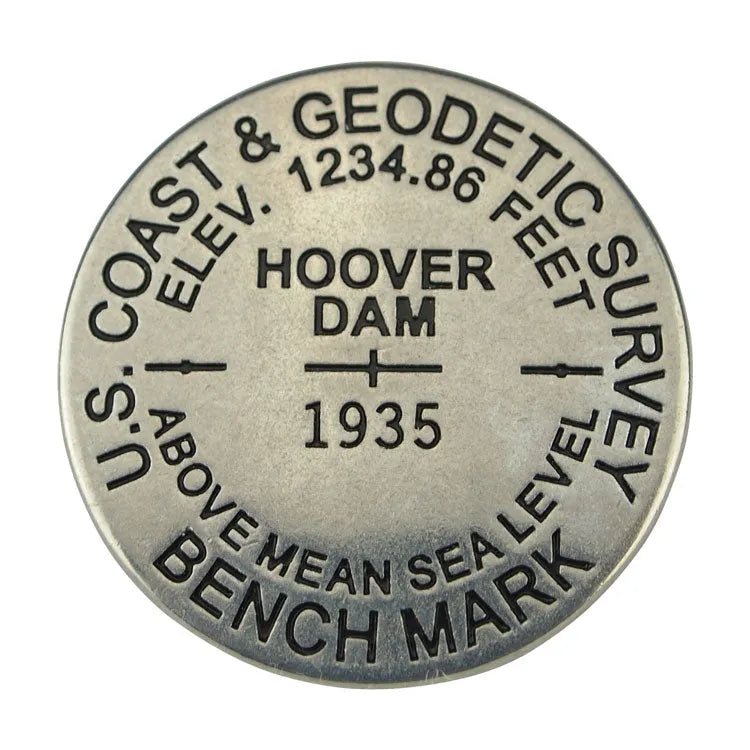 U.S. COAST & GEODETIC SURVEY
ELEV. 1234.86 FEET
HOOVER
DAM
1935
ABOVE MEAN SEA LEVEL
BENCH MARK